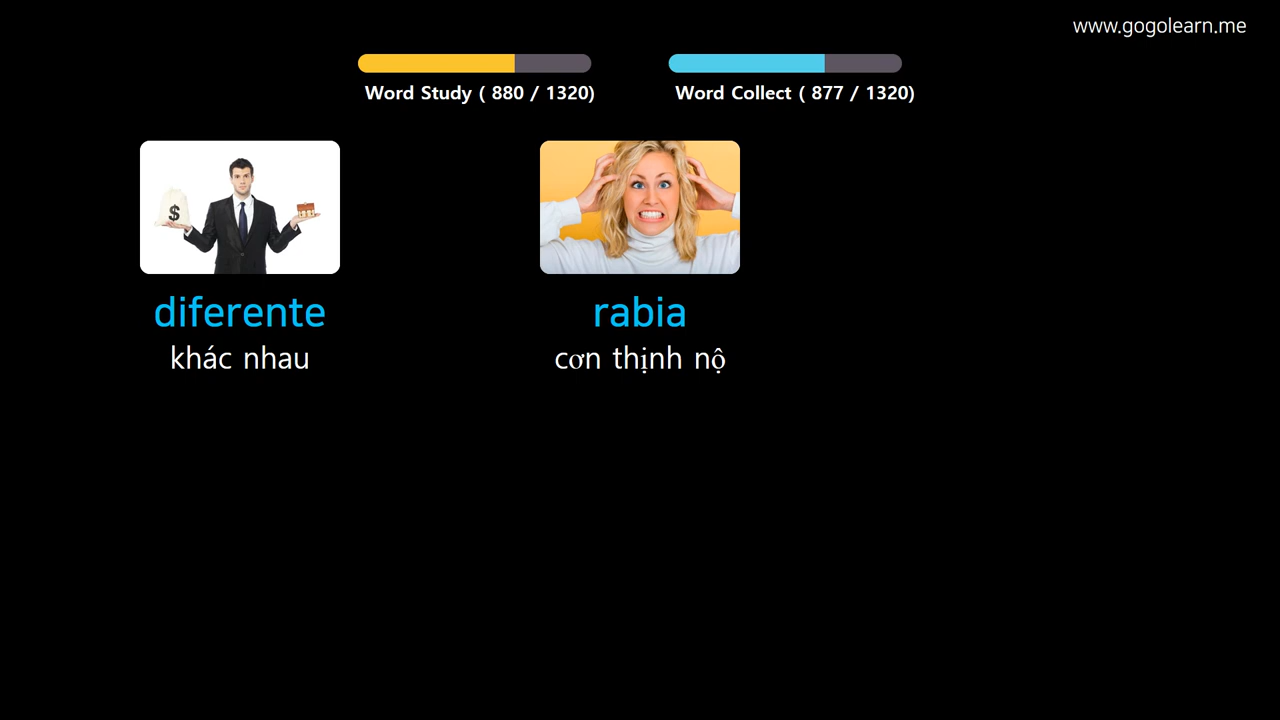 www.gogolearn.me
Word Study ( 880 / 1320)
Word Collect ( 877 / 1320)
$
diferente
rabia
khác nhau
cơn thịnh nộ